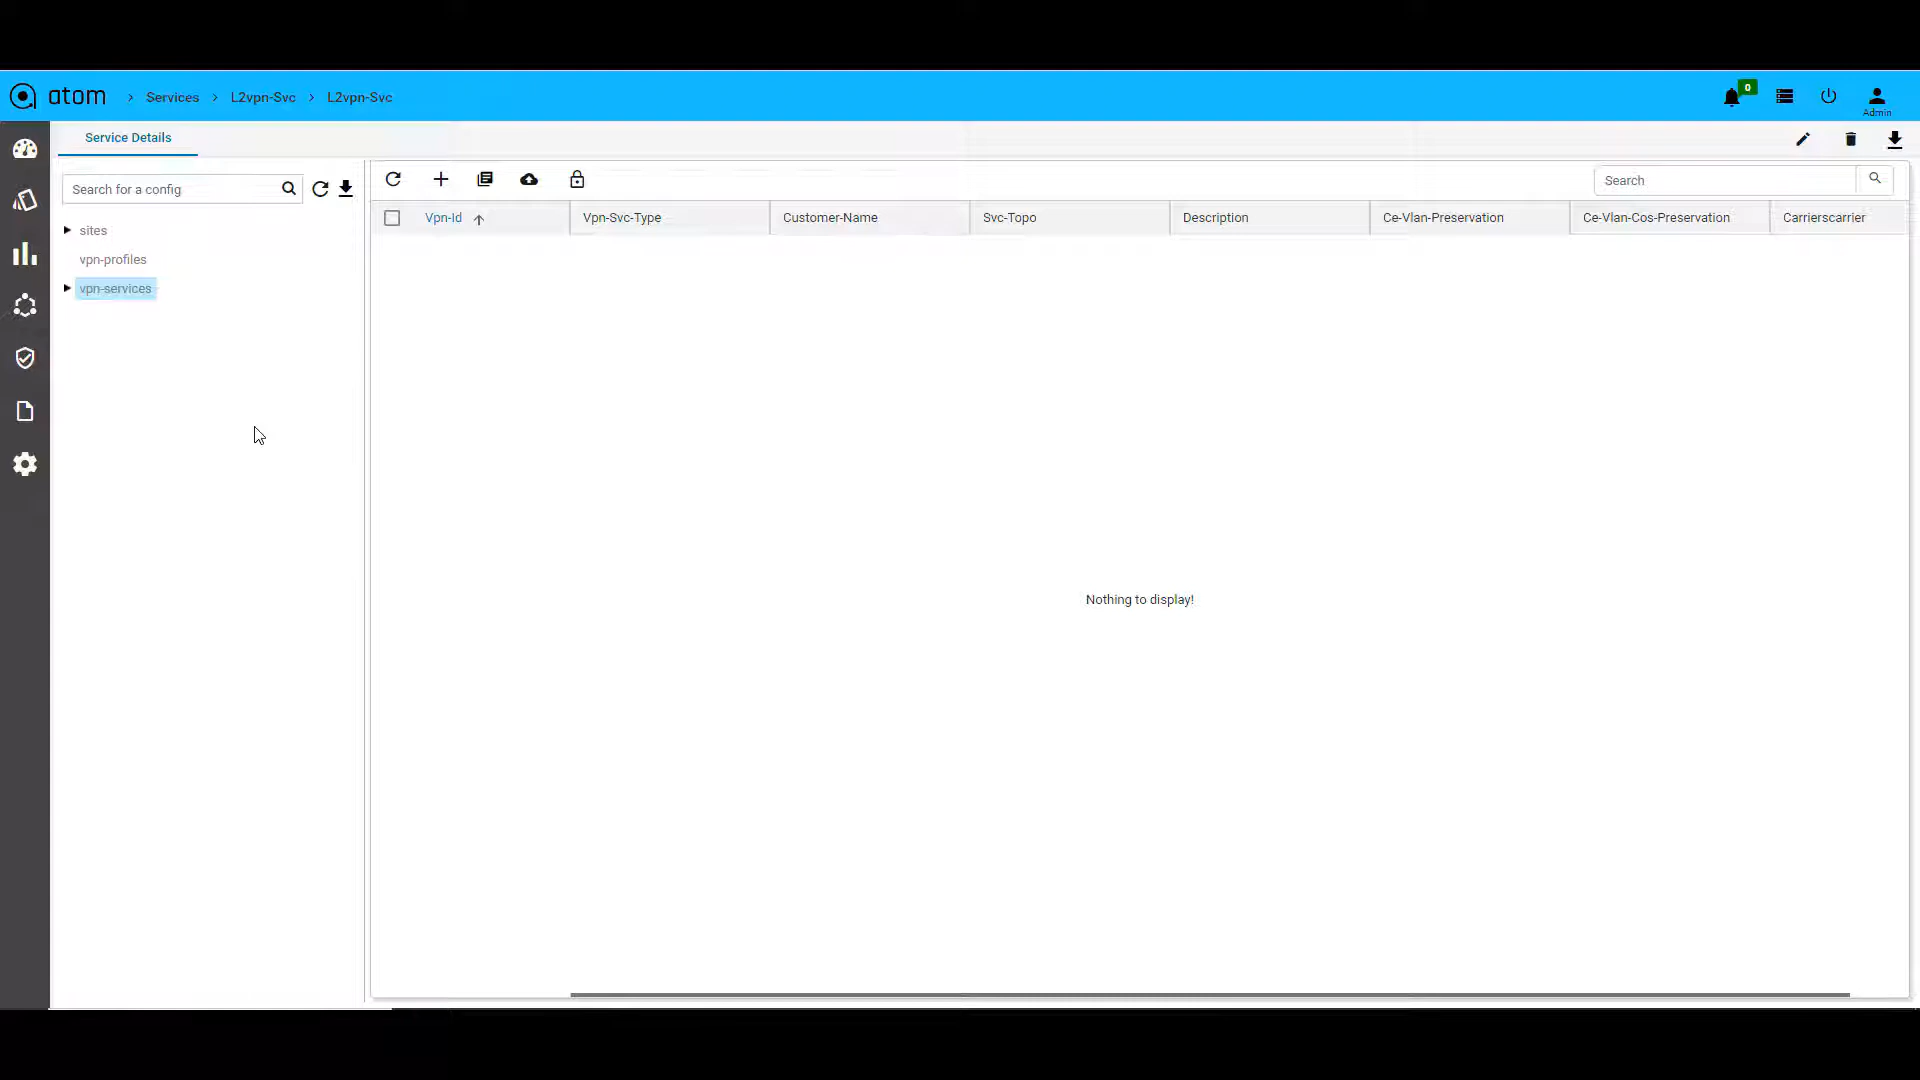 atom > Services > L2vpn-Svc > L2vpn-Svc
0
Admin
Service Details
Search for a config
Search
sites
vpn-profiles
vpn-services
Vpn-Id Vpn-Svc-Type Customer-Name Svc-Topo Description Ce-Vlan-Preservation Ce-Vlan-Cos-Preservation Carrierscarrier
Nothing to display!